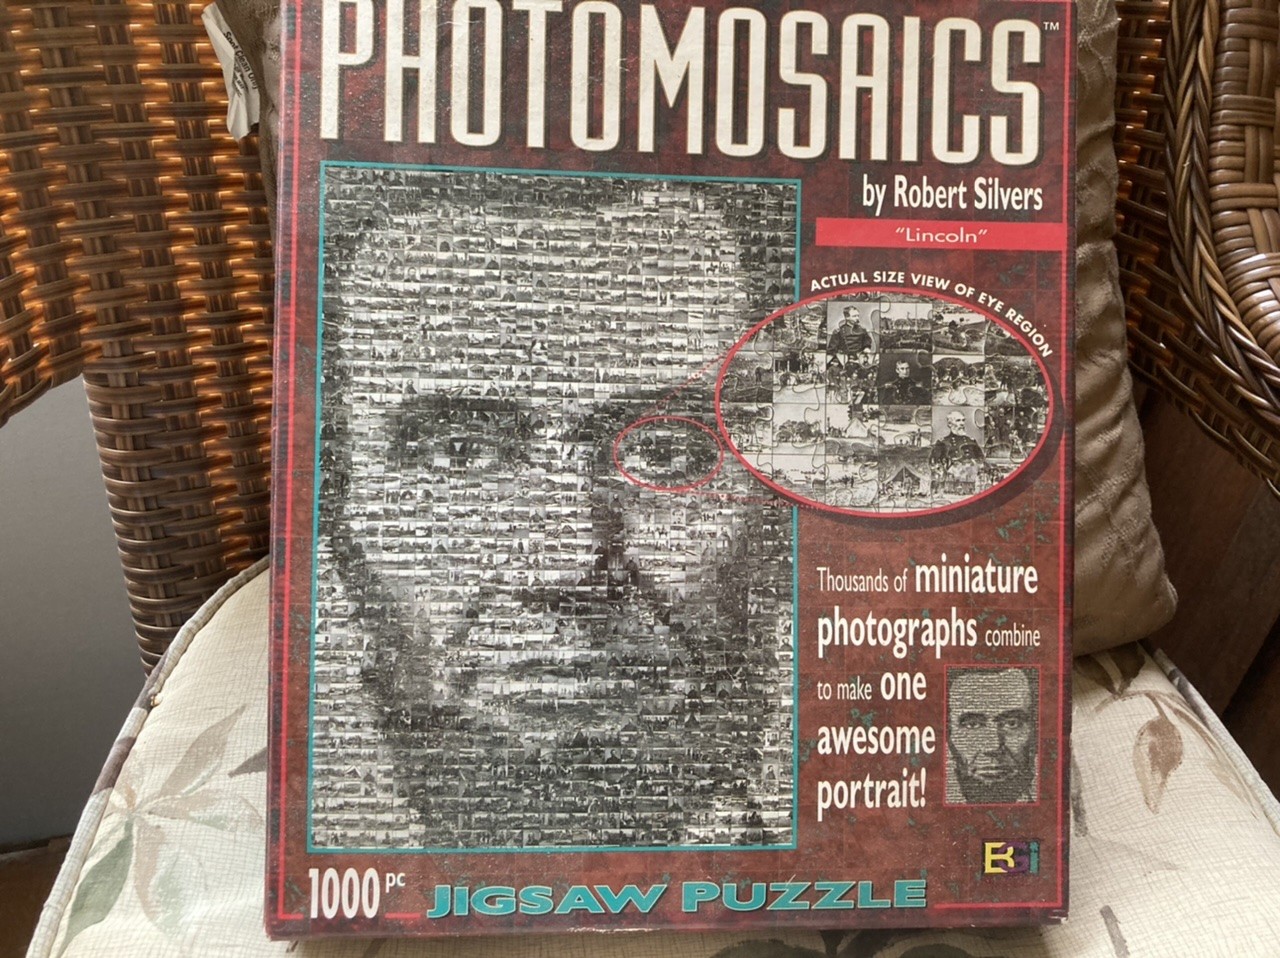 PHOTOMOSAICS™
by Robert Silvers
"Lincoln"
ACTUAL SIZE VIEW OF EYE REGION
Thousands of miniature
photographs combine
to make one
awesome
portrait!
BGi
1000 pc
JIGSAW PUZZLE